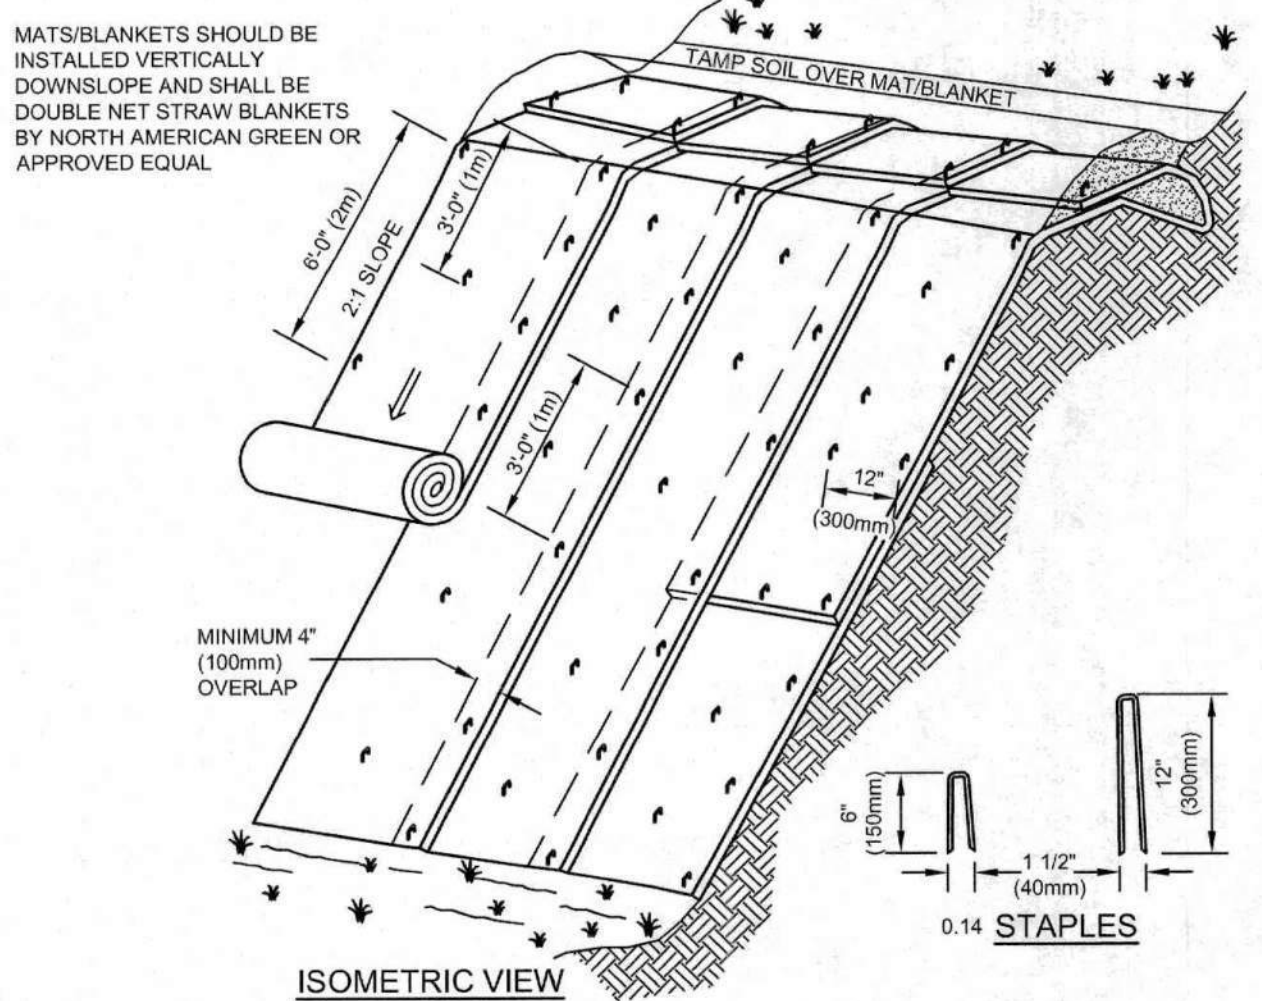 MATS/BLANKETS SHOULD BE
INSTALLED VERTICALLY
DOWNSLOPE AND SHALL BE
DOUBLE NET STRAW BLANKETS
BY NORTH AMERICAN GREEN OR
APPROVED EQUAL
TAMP SOIL OVER MAT/BLANKET
6'-0" (2m)
2:1 SLOPE
3'-0" (1m)
3'-0" (1m)
12"
(300mm)
MINIMUM 4"
(100mm)
OVERLAP
6"
(150mm)
12"
(300mm)
1 1/2"
(40mm)
0.14 STAPLES
ISOMETRIC VIEW